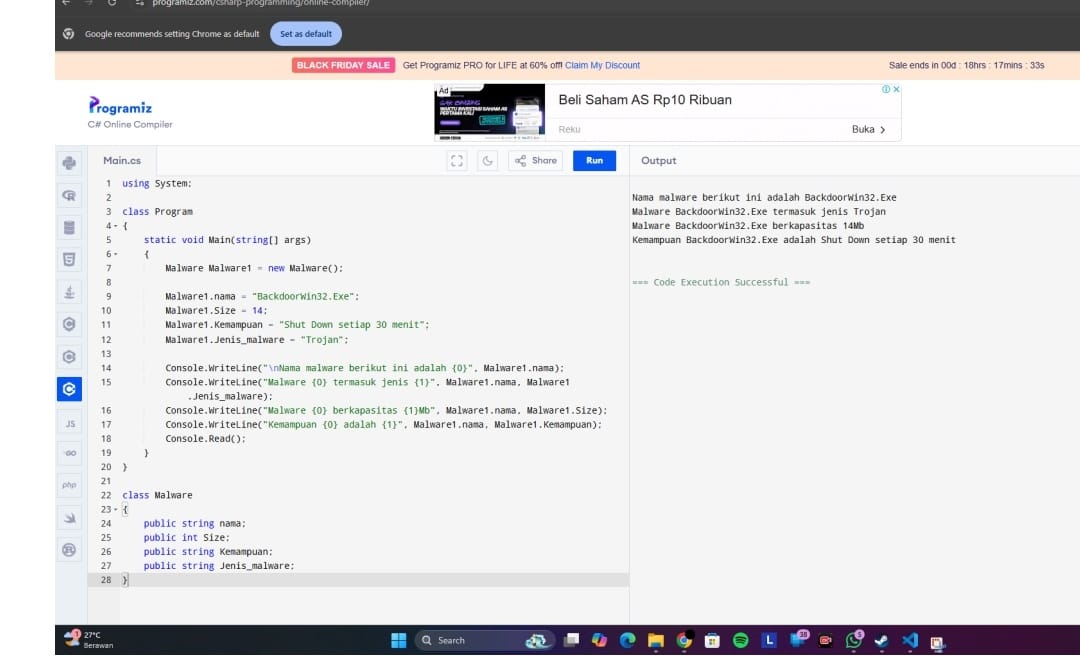 programiz.com/csharp-programming/online-compiler/
Google recommends setting Chrome as default
Set as default
BLACK FRIDAY SALE Get Programiz PRO for LIFE at 60% off! Claim My Discount
Sale ends in 00d : 18hrs : 17mins : 33s
Programiz
C# Online Compiler
Ad
Beli Saham AS Rp10 Ribuan
Reku
Buka
Main.cs
Share
Run
Output
1 using System;
2
3 class Program
4 {
5 static void Main(string[] args)
6 {
7 Malware Malware1 = new Malware();
8
9 Malware1.nama = "BackdoorWin32.Exe";
10 Malware1.Size = 14;
11 Malware1.Kemampuan = "Shut Down setiap 30 menit";
12 Malware1.Jenis_malware = "Trojan";
13
14 Console.WriteLine("\nNama malware berikut ini adalah {0}", Malware1.nama);
15 Console.WriteLine("Malware {0} termasuk jenis {1}", Malware1.nama, Malware1
.Jenis_malware);
16 Console.WriteLine("Malware {0} berkapasitas {1}Mb", Malware1.nama, Malware1.Size);
17 Console.WriteLine("Kemampuan {0} adalah {1}", Malware1.nama, Malware1.Kemampuan);
18 Console.Read();
19 }
20 }
21
22 class Malware
23 {
24 public string nama;
25 public int Size;
26 public string Kemampuan;
27 public string Jenis_malware;
28 }
Nama malware berikut ini adalah BackdoorWin32.Exe
Malware BackdoorWin32.Exe termasuk jenis Trojan
Malware BackdoorWin32.Exe berkapasitas 14Mb
Kemampuan BackdoorWin32.Exe adalah Shut Down setiap 30 menit
=== Code Execution Successful ===
JS
GO
php
1
27°C
Berawan
Search
L
38
5